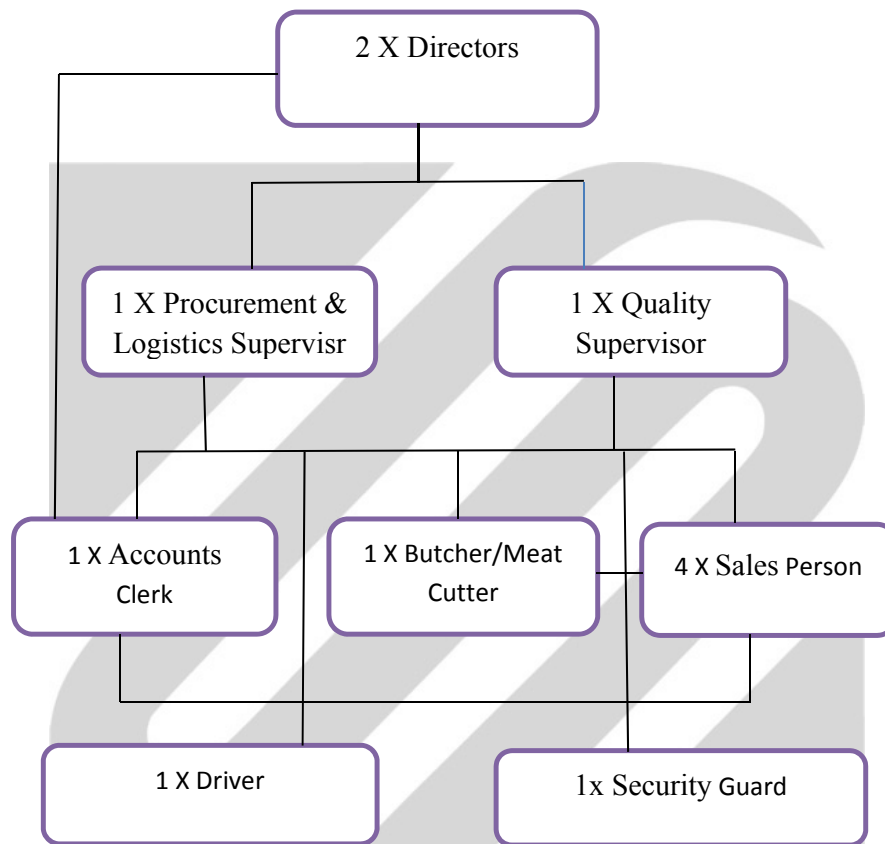 2 X Directors
1 X Procurement &
Logistics Supervisr
1 X Quality
Supervisor
1 X Accounts
Clerk
1 X Butcher/Meat
Cutter
4 X Sales Person
1 X Driver
1x Security Guard